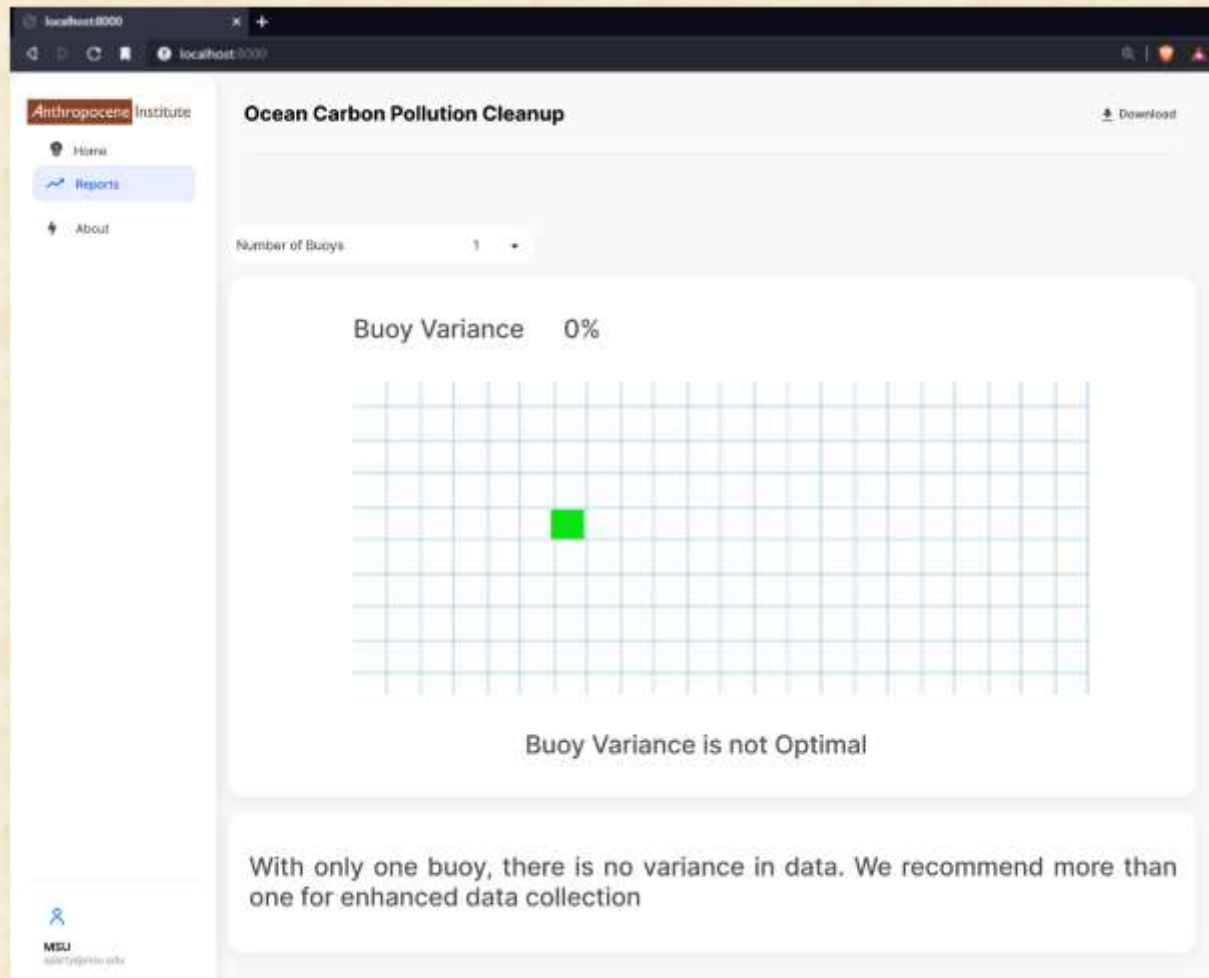 localhost:8000
localhost:8000
Anthropocene Institute
Home
Reports
About
Ocean Carbon Pollution Cleanup
Download
Number of Buoys 1
Buoy Variance 0%
Buoy Variance is not Optimal
With only one buoy, there is no variance in data. We recommend more than
one for enhanced data collection
MSU